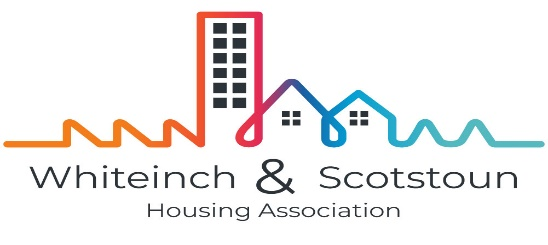 Whiteinch & Scotstoun
Housing Association